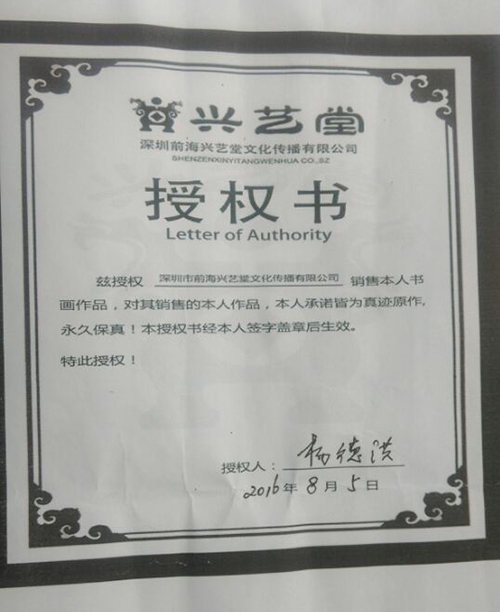 兴艺堂
深圳前海兴艺堂文化传播有限公司
SHENZENXINYITANGWENHUA CO.,SZ
授权书
Letter of Authority
兹授权 深圳市前海兴艺堂文化传播有限公司 销售本人书
画作品，对其销售的本人作品，本人承诺皆为真迹原作，
永久保真！本授权书经本人签字盖章后生效。
特此授权！
授权人：杨德洪
2016年8月5日